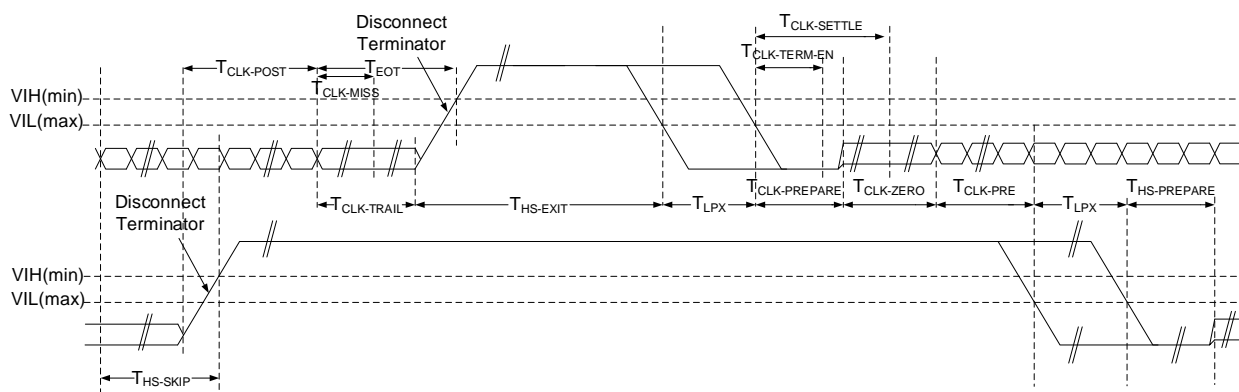 Disconnect
Terminator
TCLK-SETTLE
TCLK-POST
TEOT
TCLK-TERM-EN
TCLK-MISS
VIH(min)
VIL(max)
Disconnect
Terminator
TCLK-TRAIL
THS-EXIT
TLPX
TCLK-PREPARE
TCLK-ZERO
TCLK-PRE
TLPX
THS-PREPARE
VIH(min)
VIL(max)
THS-SKIP